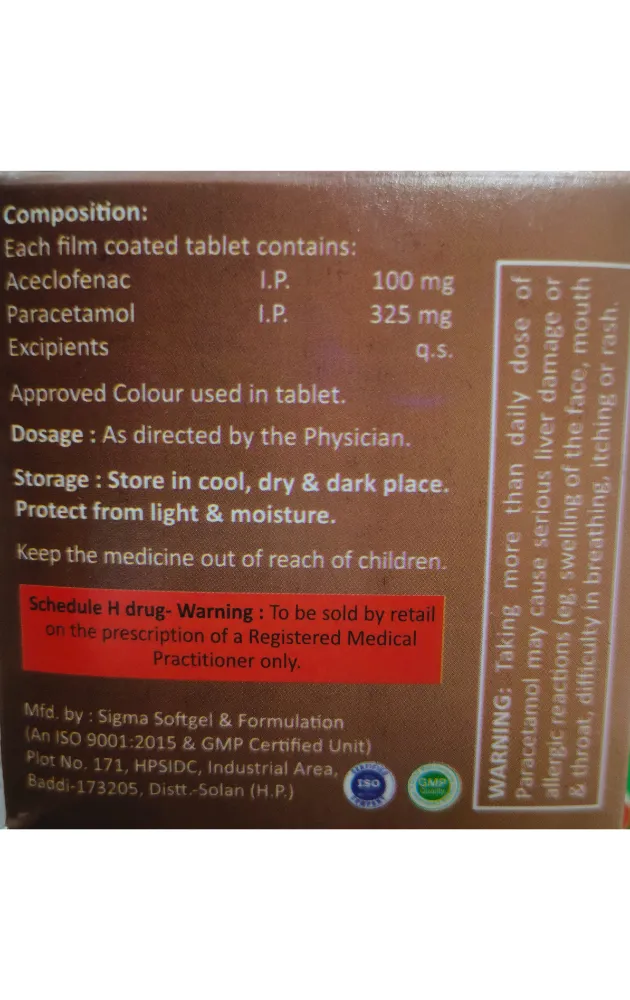 Composition:
Each film coated tablet contains:
Aceclofenac I.P. 100 mg
Paracetamol I.P. 325 mg
Excipients q.s.
Approved Colour used in tablet.
Dosage : As directed by the Physician.
Storage : Store in cool, dry & dark place.
Protect from light & moisture.
Keep the medicine out of reach of children.
Schedule H drug- Warning : To be sold by retail
on the prescription of a Registered Medical
Practitioner only.
Mfd. by : Sigma Softgel & Formulation
(An ISO 9001:2015 & GMP Certified Unit)
Plot No. 171, HPSIDC, Industrial Area,
Baddi-173205, Distt.-Solan (H.P.)
ISO
GMP
Quality
WARNING: Taking more than daily dose of
Paracetamol may cause serious liver damage or
allergic reactions (eg. swelling of the face, mouth
& throat, difficulty in breathing, itching or rash.